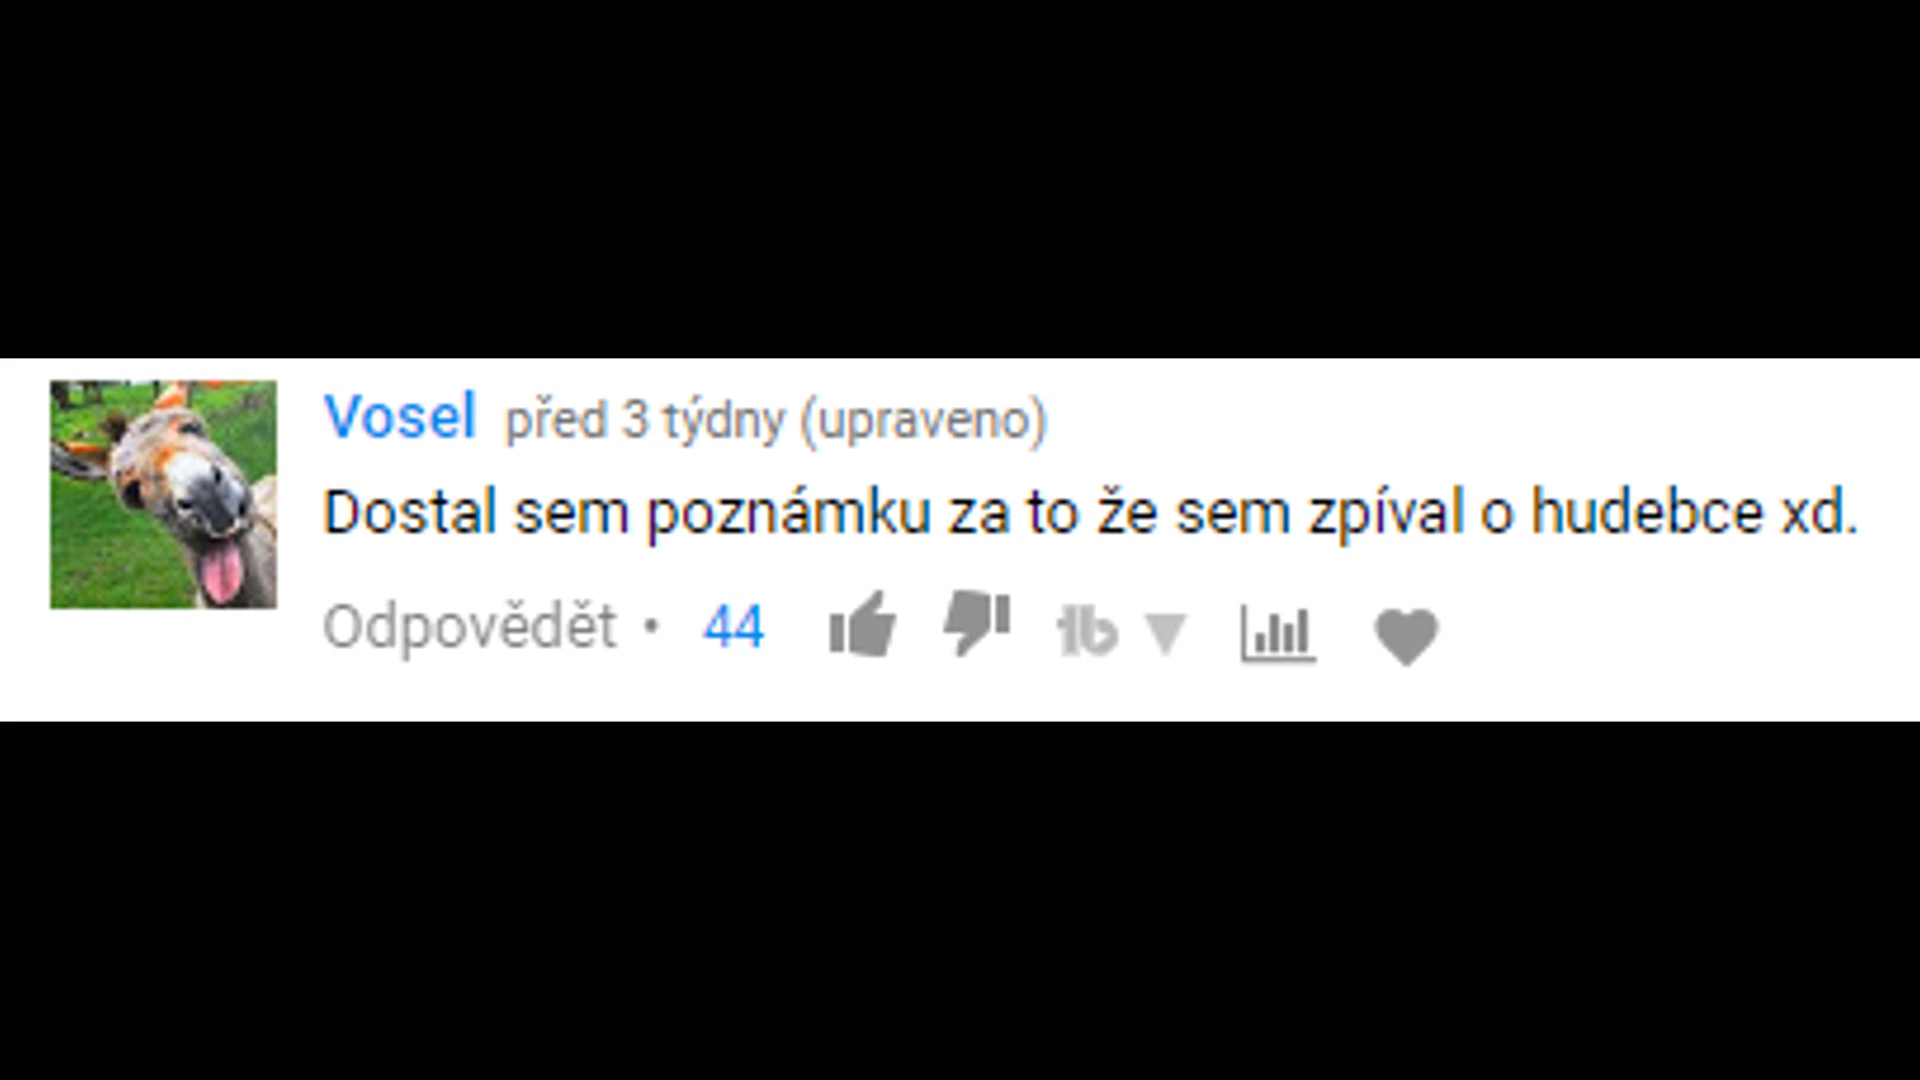 Vosel před 3 týdny (upraveno)
Dostal sem poznámku za to že sem zpíval o hudebce xd.
Odpovědět • 44